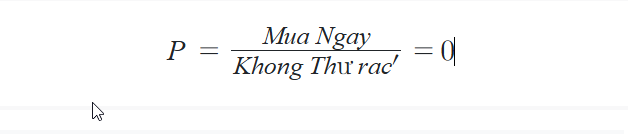 P = Mua Ngay / Khong Thư rac′ = 0